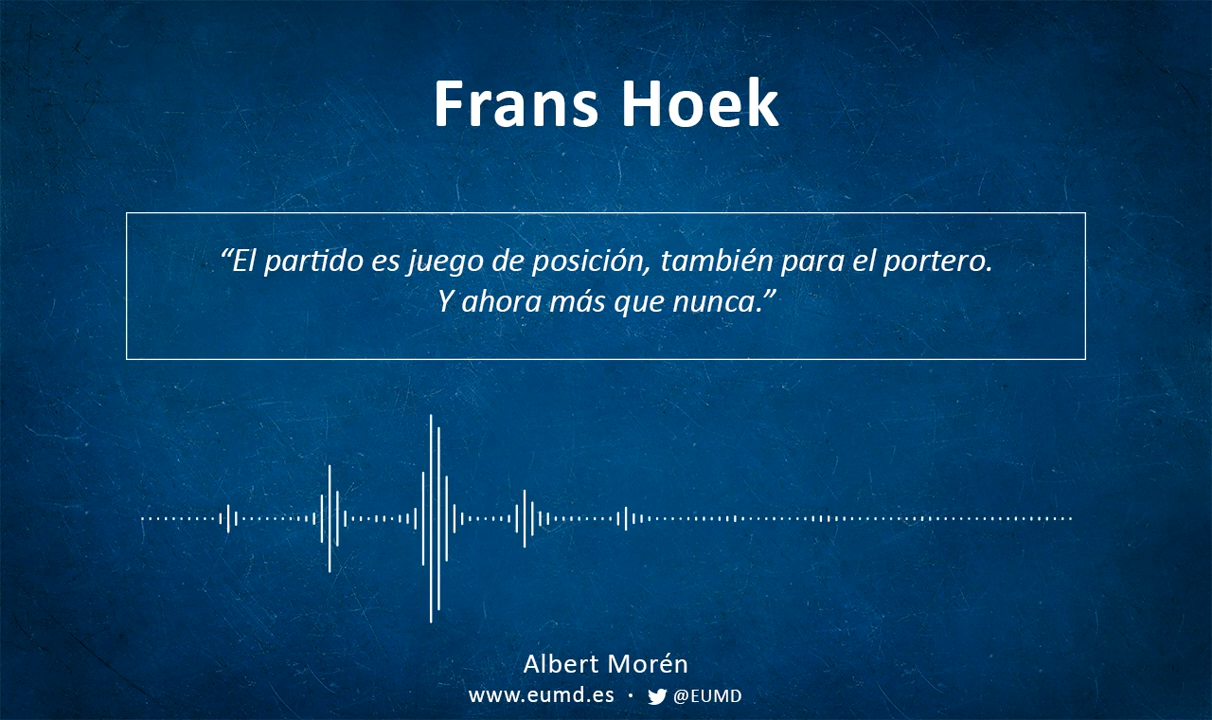 Frans Hoek
“El partido es juego de posición, también para el portero.
Y ahora más que nunca.”
Albert Morén
www.eumd.es · @EUMD